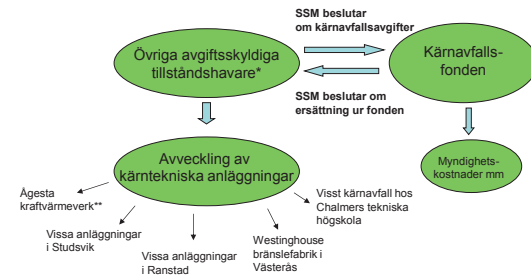 SSM beslutar
om kärnavfallsavgifter
Övriga avgiftsskyldiga
tillståndshavare*
Kärnavfalls-
fonden
SSM beslutar om
ersättning ur fonden
Avveckling av
kärntekniska anläggningar
Myndighets-
kostnader mm
Ågesta
kraftvärmeverk**
Vissa anläggningar
i Studsvik
Vissa anläggningar
i Ranstad
Westinghouse
bränslefabrik i
Västerås
Visst kärnavfall hos
Chalmers tekniska
högskola